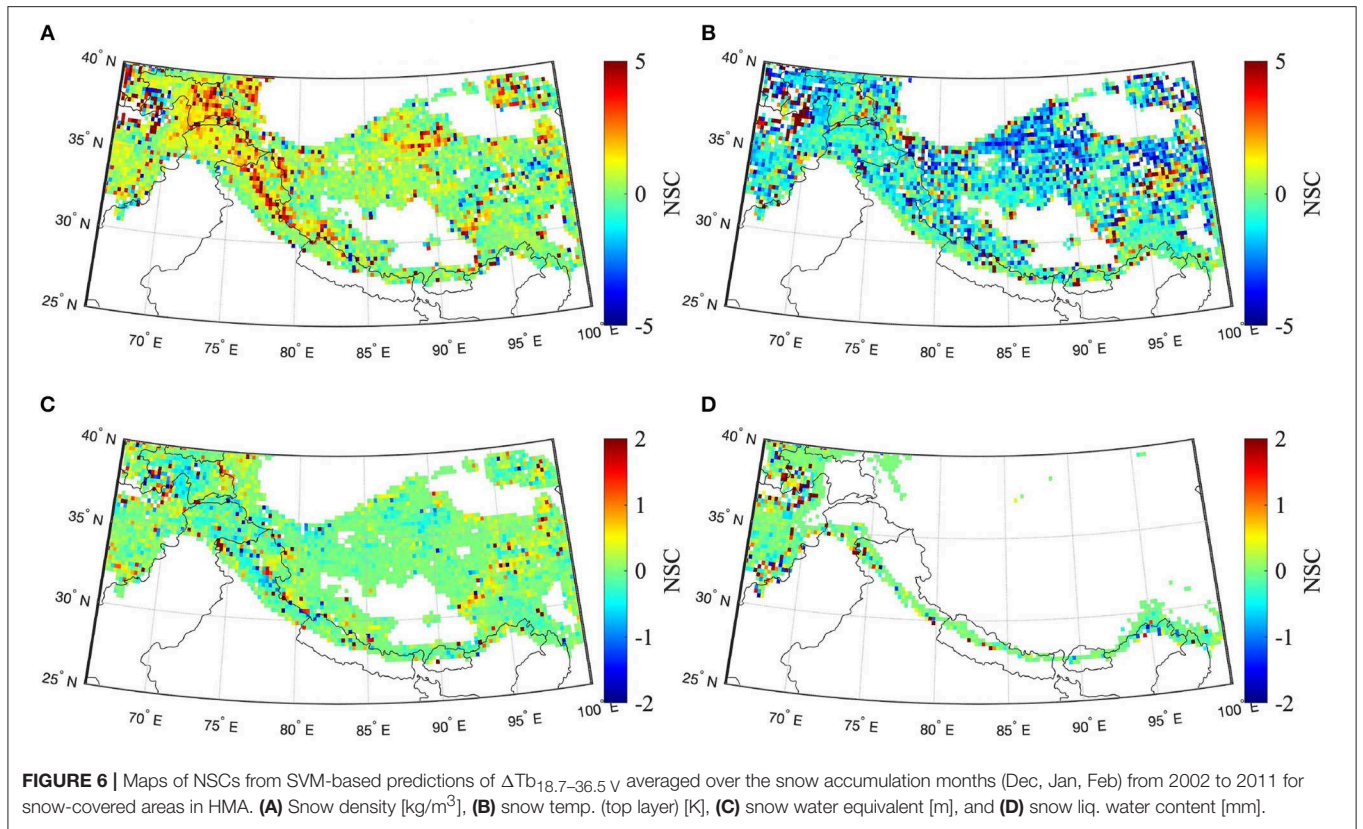 A
40° N
35° N
30° N
25° N
70° E
75° E
80° E
85° E
90° E
95° E
100° E
5
0
-5
NSC
B
40° N
35° N
30° N
25° N
70° E
75° E
80° E
85° E
90° E
95° E
100° E
5
0
-5
NSC
C
40° N
35° N
30° N
25° N
70° E
75° E
80° E
85° E
90° E
95° E
100° E
2
1
0
-1
-2
NSC
D
40° N
35° N
30° N
25° N
70° E
75° E
80° E
85° E
90° E
95° E
100° E
2
1
0
-1
-2
NSC
FIGURE 6 | Maps of NSCs from SVM-based predictions of ΔTb18.7–36.5 V averaged over the snow accumulation months (Dec, Jan, Feb) from 2002 to 2011 for
snow-covered areas in HMA. (A) Snow density [kg/m³], (B) snow temp. (top layer) [K], (C) snow water equivalent [m], and (D) snow liq. water content [mm].